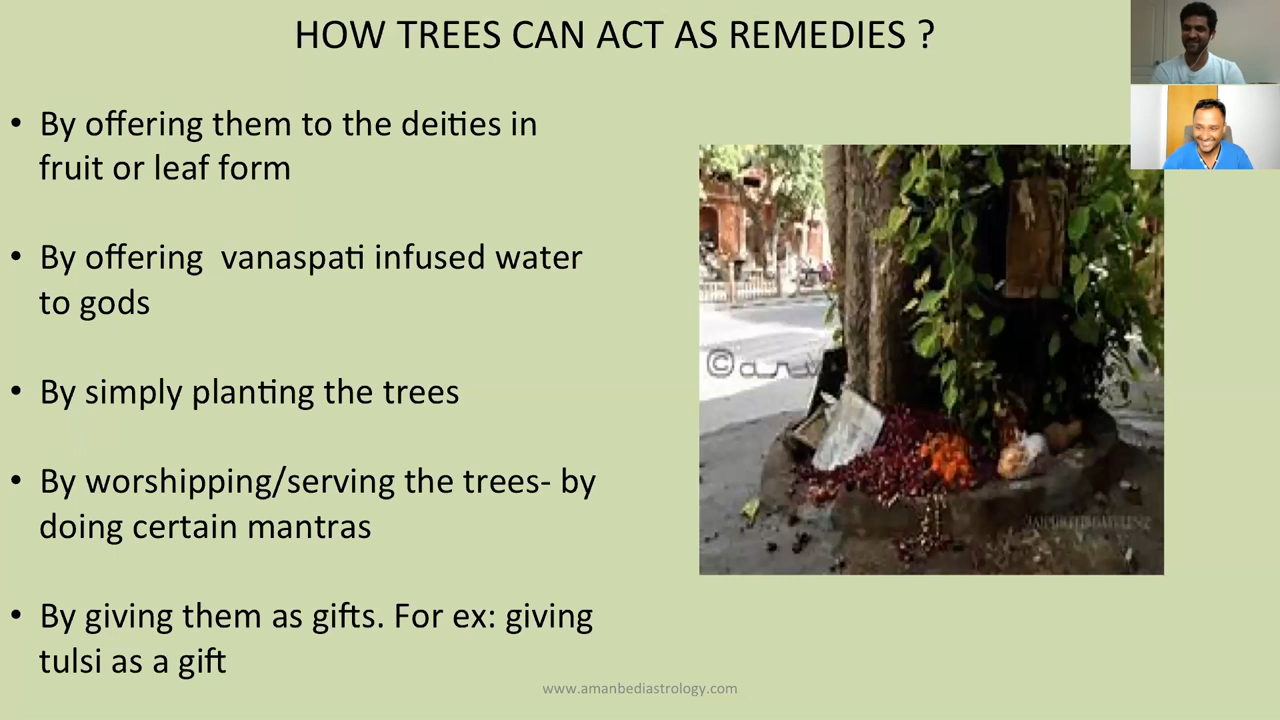 HOW TREES CAN ACT AS REMEDIES ?
• By offering them to the deities in
fruit or leaf form
• By offering vanaspati infused water
to gods
• By simply planting the trees
• By worshipping/serving the trees- by
doing certain mantras
• By giving them as gifts. For ex: giving
tulsi as a gift
www.amanbediastrology.com